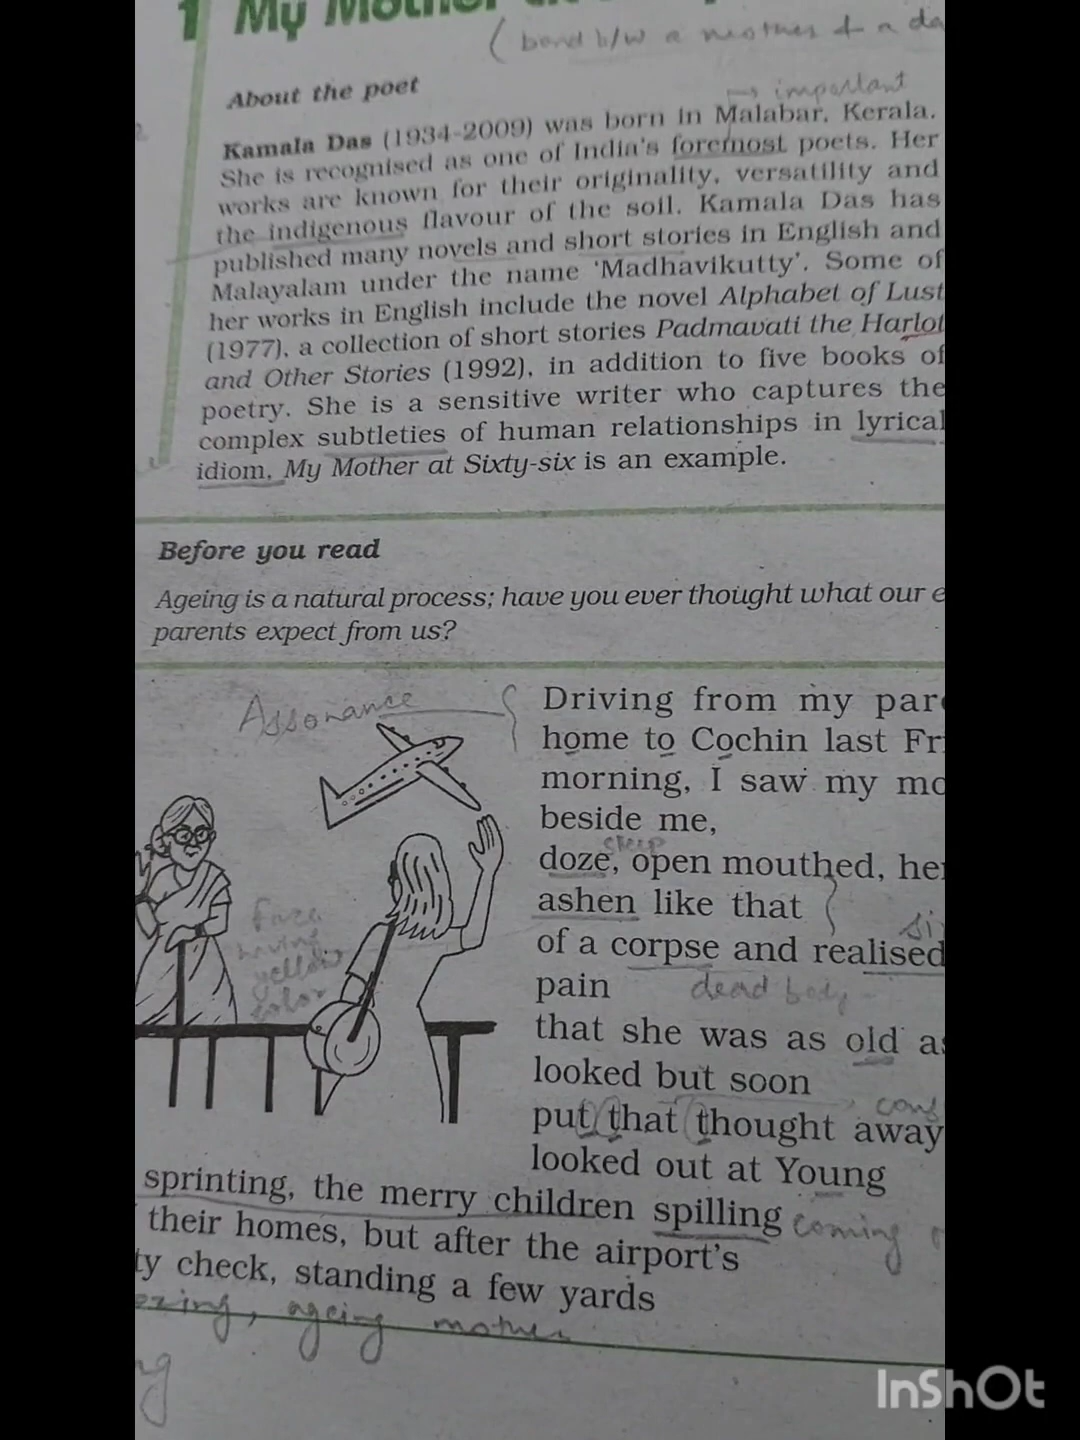 1 My Mother at
( bond b/w a mother & a da
About the poet
→ important
Kamala Das (1934-2009) was born in Malabar, Kerala.
She is recognised as one of India's foremost poets. Her
works are known for their originality, versatility and
the indigenous flavour of the soil. Kamala Das has
published many novels and short stories in English and
Malayalam under the name 'Madhavikutty'. Some of
her works in English include the novel Alphabet of Lust
(1977), a collection of short stories Padmavati the Harlot
and Other Stories (1992), in addition to five books of
poetry. She is a sensitive writer who captures the
complex subtleties of human relationships in lyrical
idiom, My Mother at Sixty-six is an example.
Before you read
Ageing is a natural process; have you ever thought what our e
parents expect from us?
Assonance
Driving from my par
home to Cochin last Fri
morning, I saw my mo
beside me,
sleep
doze, open mouthed, her
ashen like that
si
of a corpse and realised
pain
dead body
face
having
yellow
color
that she was as old as
looked but soon
cons
put that thought away
looked out at Young
sprinting, the merry children spilling
coming
their homes, but after the airport's
ty check, standing a few yards
ezing, ageing mother
ng
InShOt